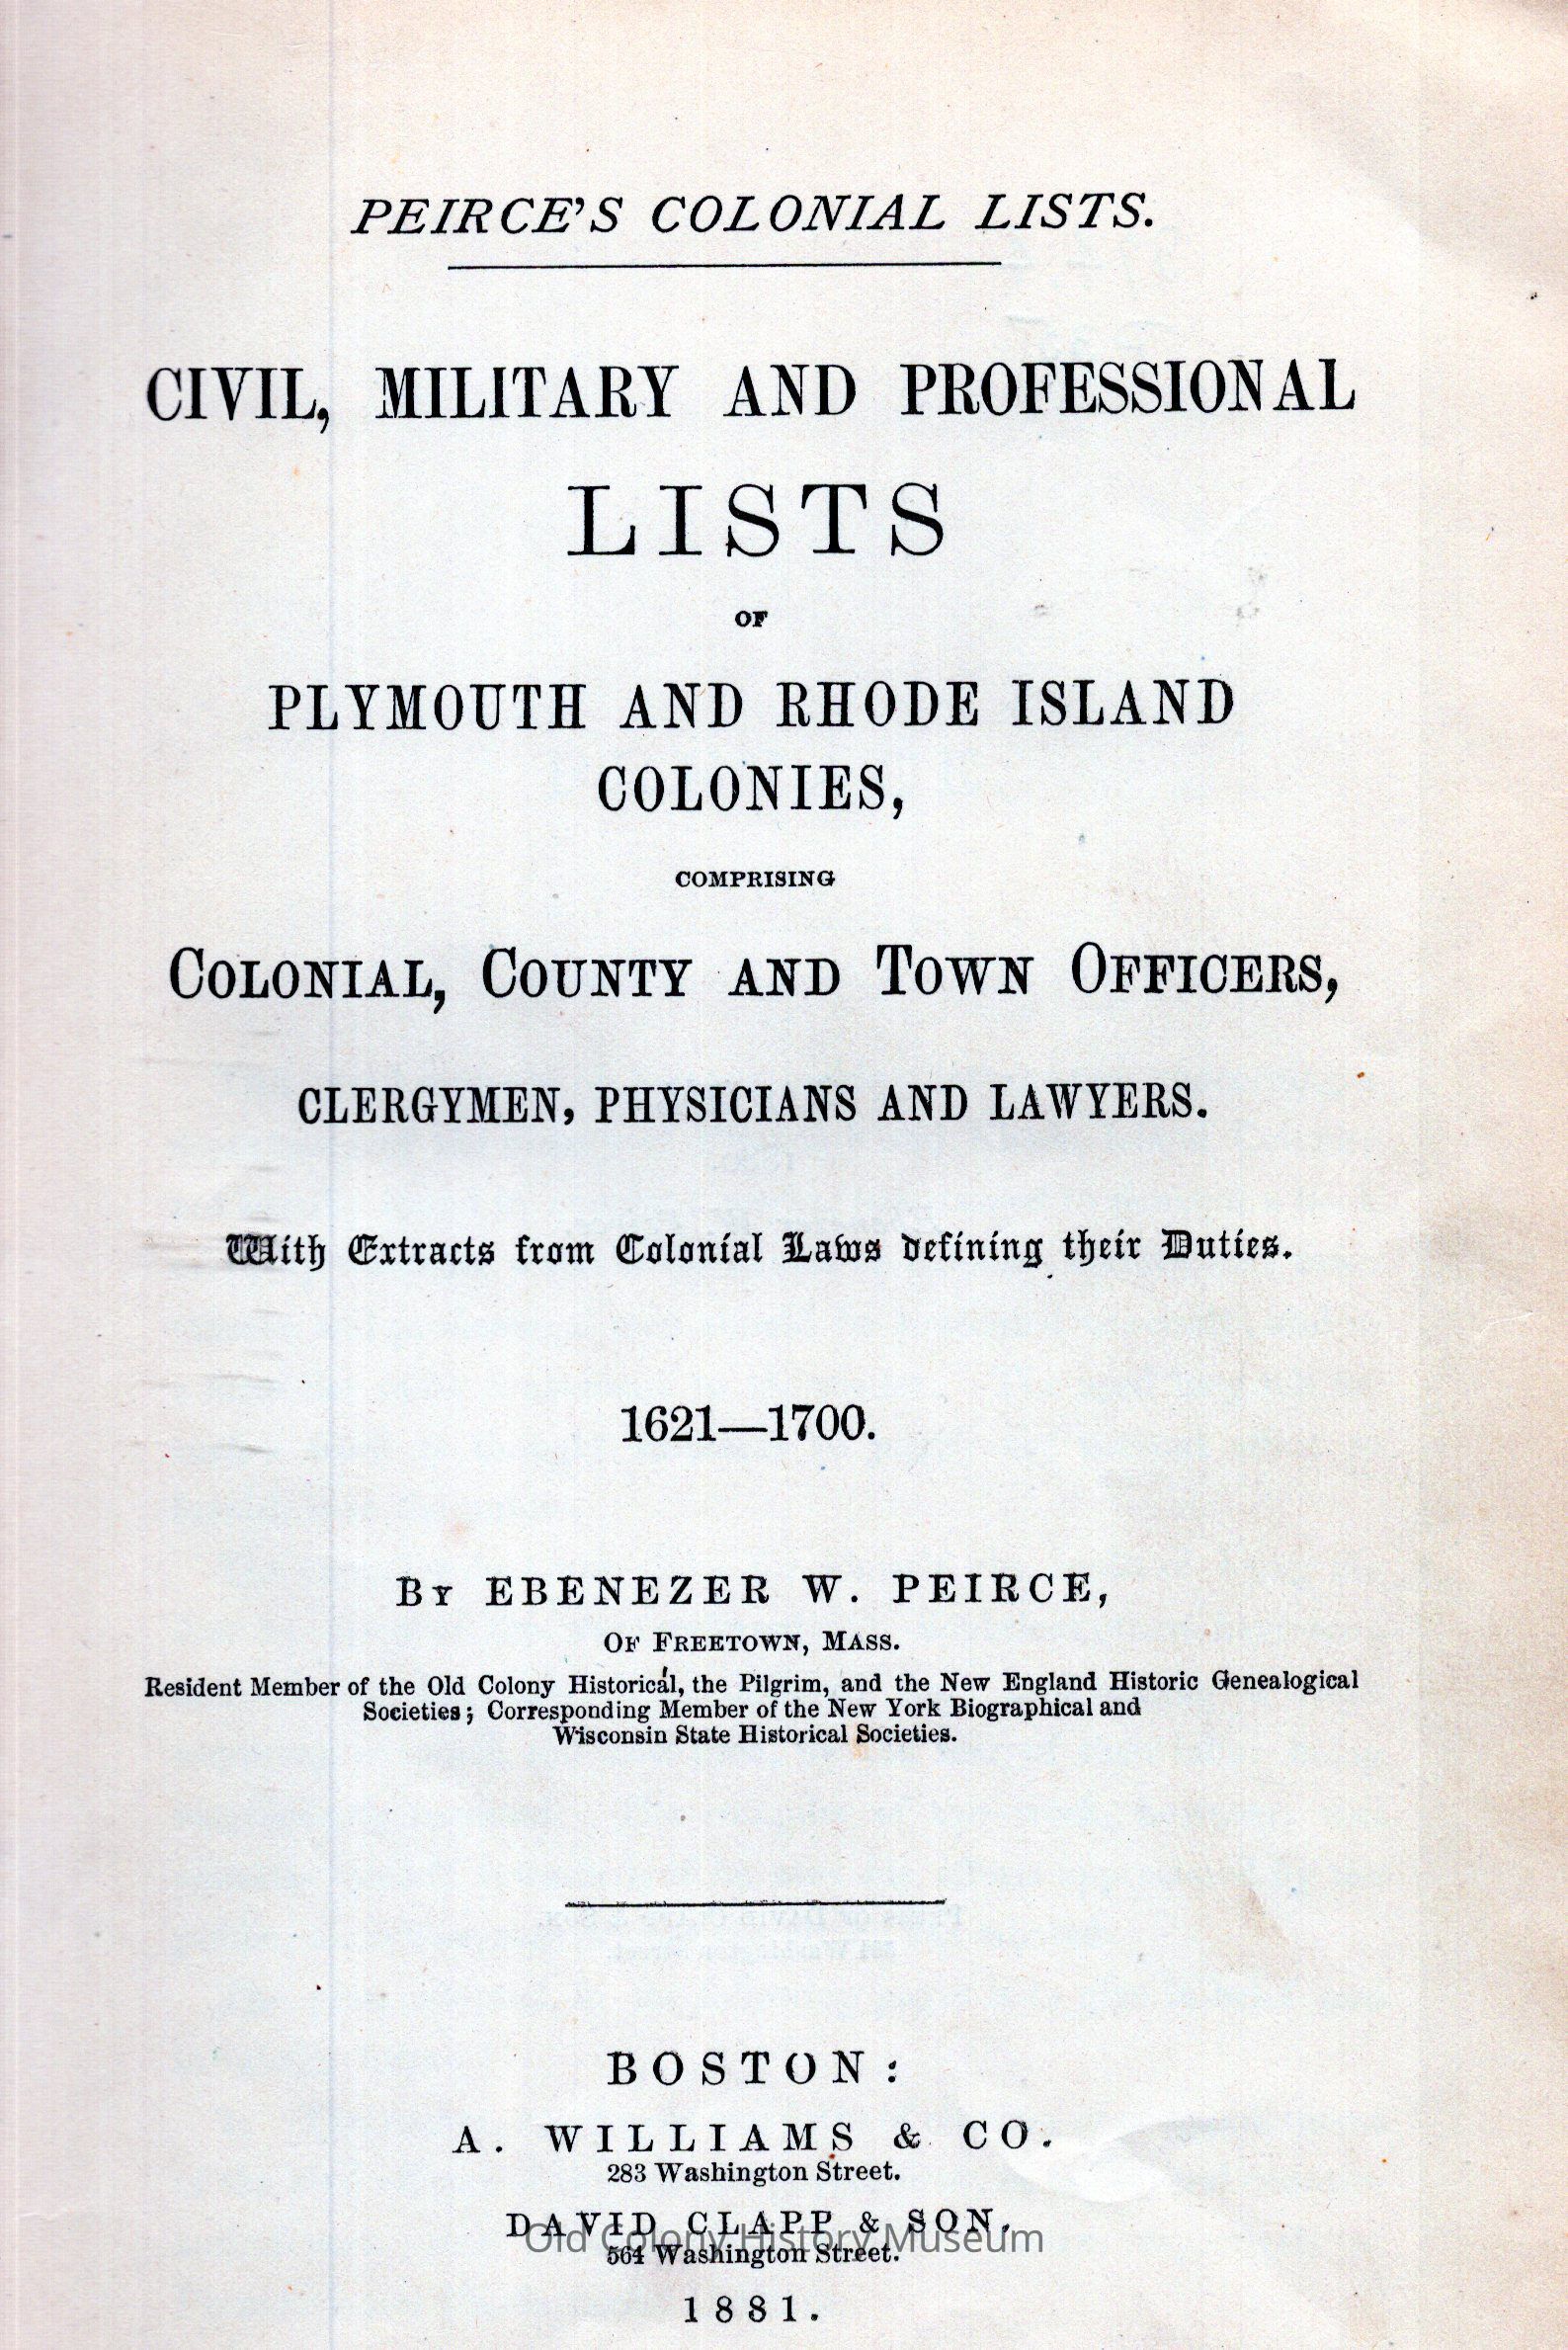 PEIRCE'S COLONIAL LISTS.
CIVIL, MILITARY AND PROFESSIONAL
LISTS
OF
PLYMOUTH AND RHODE ISLAND
COLONIES,
COMPRISING
COLONIAL, COUNTY AND TOWN OFFICERS,
CLERGYMEN, PHYSICIANS AND LAWYERS.
With Extracts from Colonial Laws defining their Duties.
1621—1700.
BY EBENEZER W. PEIRCE,
OF FREETOWN, MASS.
Resident Member of the Old Colony Historical, the Pilgrim, and the New England Historic Genealogical
Societies; Corresponding Member of the New York Biographical and
Wisconsin State Historical Societies.
BOSTON:
A. WILLIAMS & CO.
283 Washington Street.
DAVID CLAPP & SON,
Old Colony History Museum
564 Washington Street.
1881.